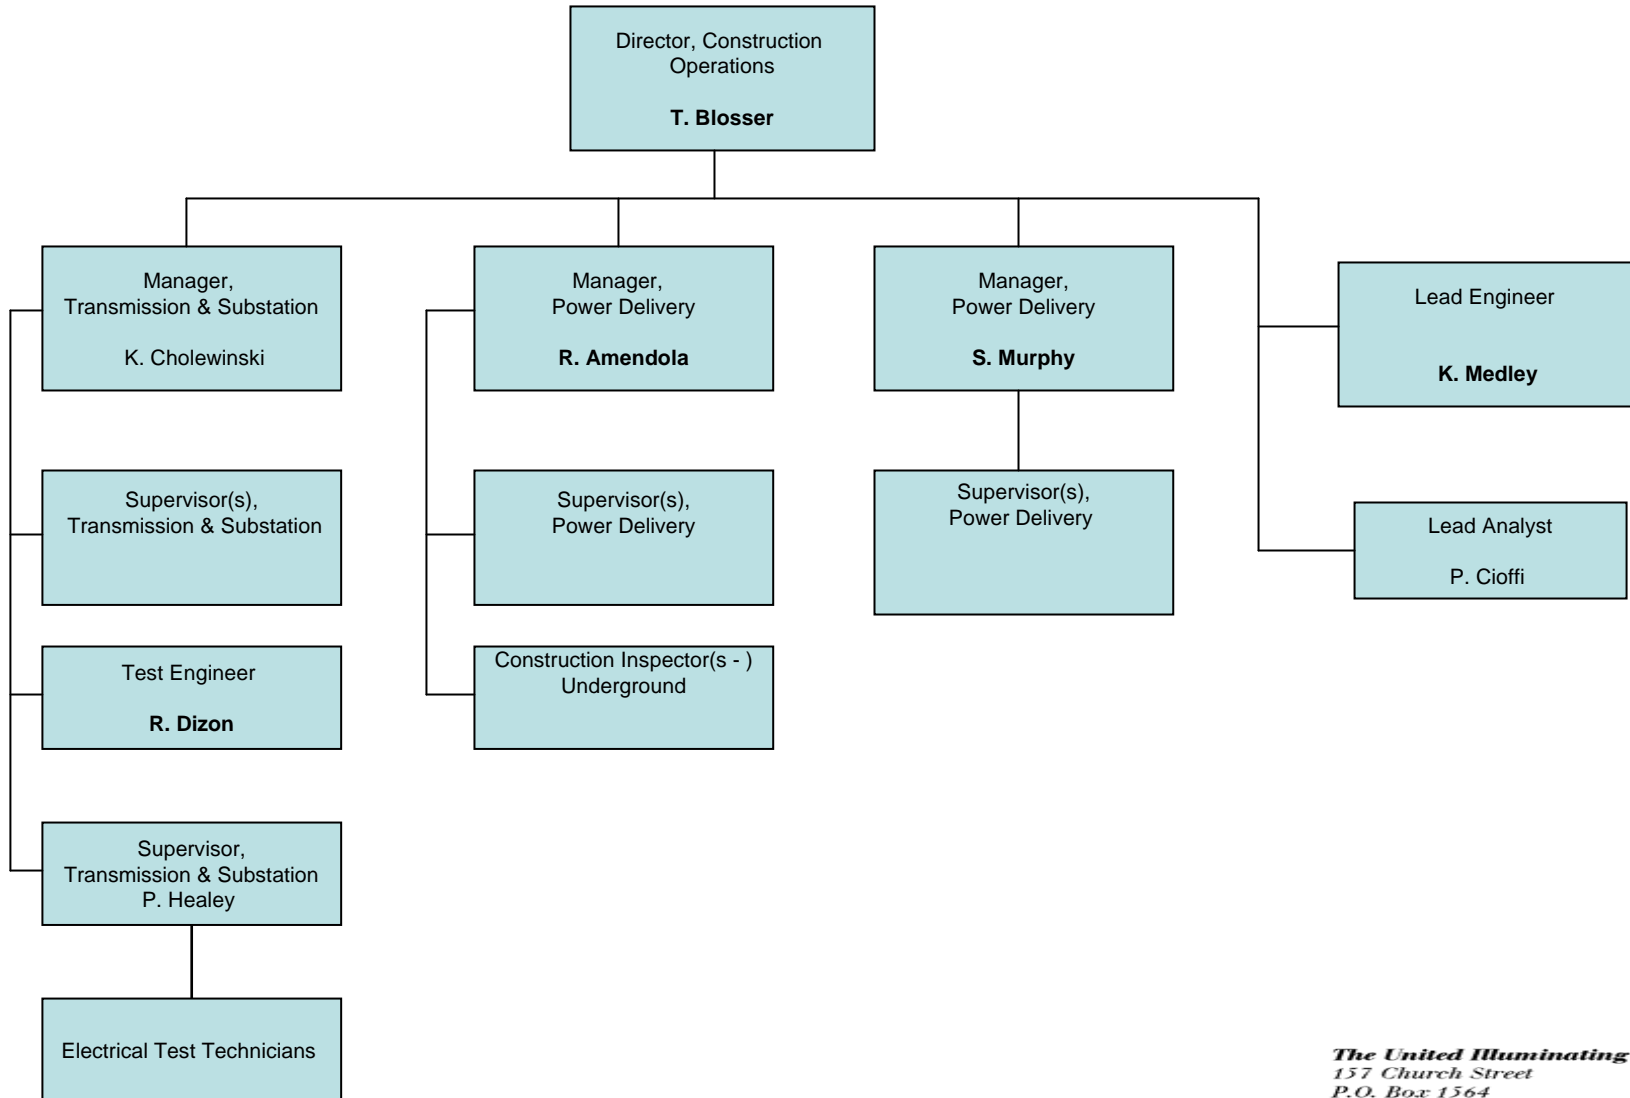 Director, Construction
Operations
T. Blosser
Manager,
Transmission & Substation
K. Cholewinski
Manager,
Power Delivery
R. Amendola
Manager,
Power Delivery
S. Murphy
Lead Engineer
K. Medley
Supervisor(s),
Transmission & Substation
Supervisor(s),
Power Delivery
Supervisor(s),
Power Delivery
Lead Analyst
P. Cioffi
Test Engineer
R. Dizon
Construction Inspector(s - )
Underground
Supervisor,
Transmission & Substation
P. Healey
Electrical Test Technicians
The United Illuminating
157 Church Street
P.O. Box 1564